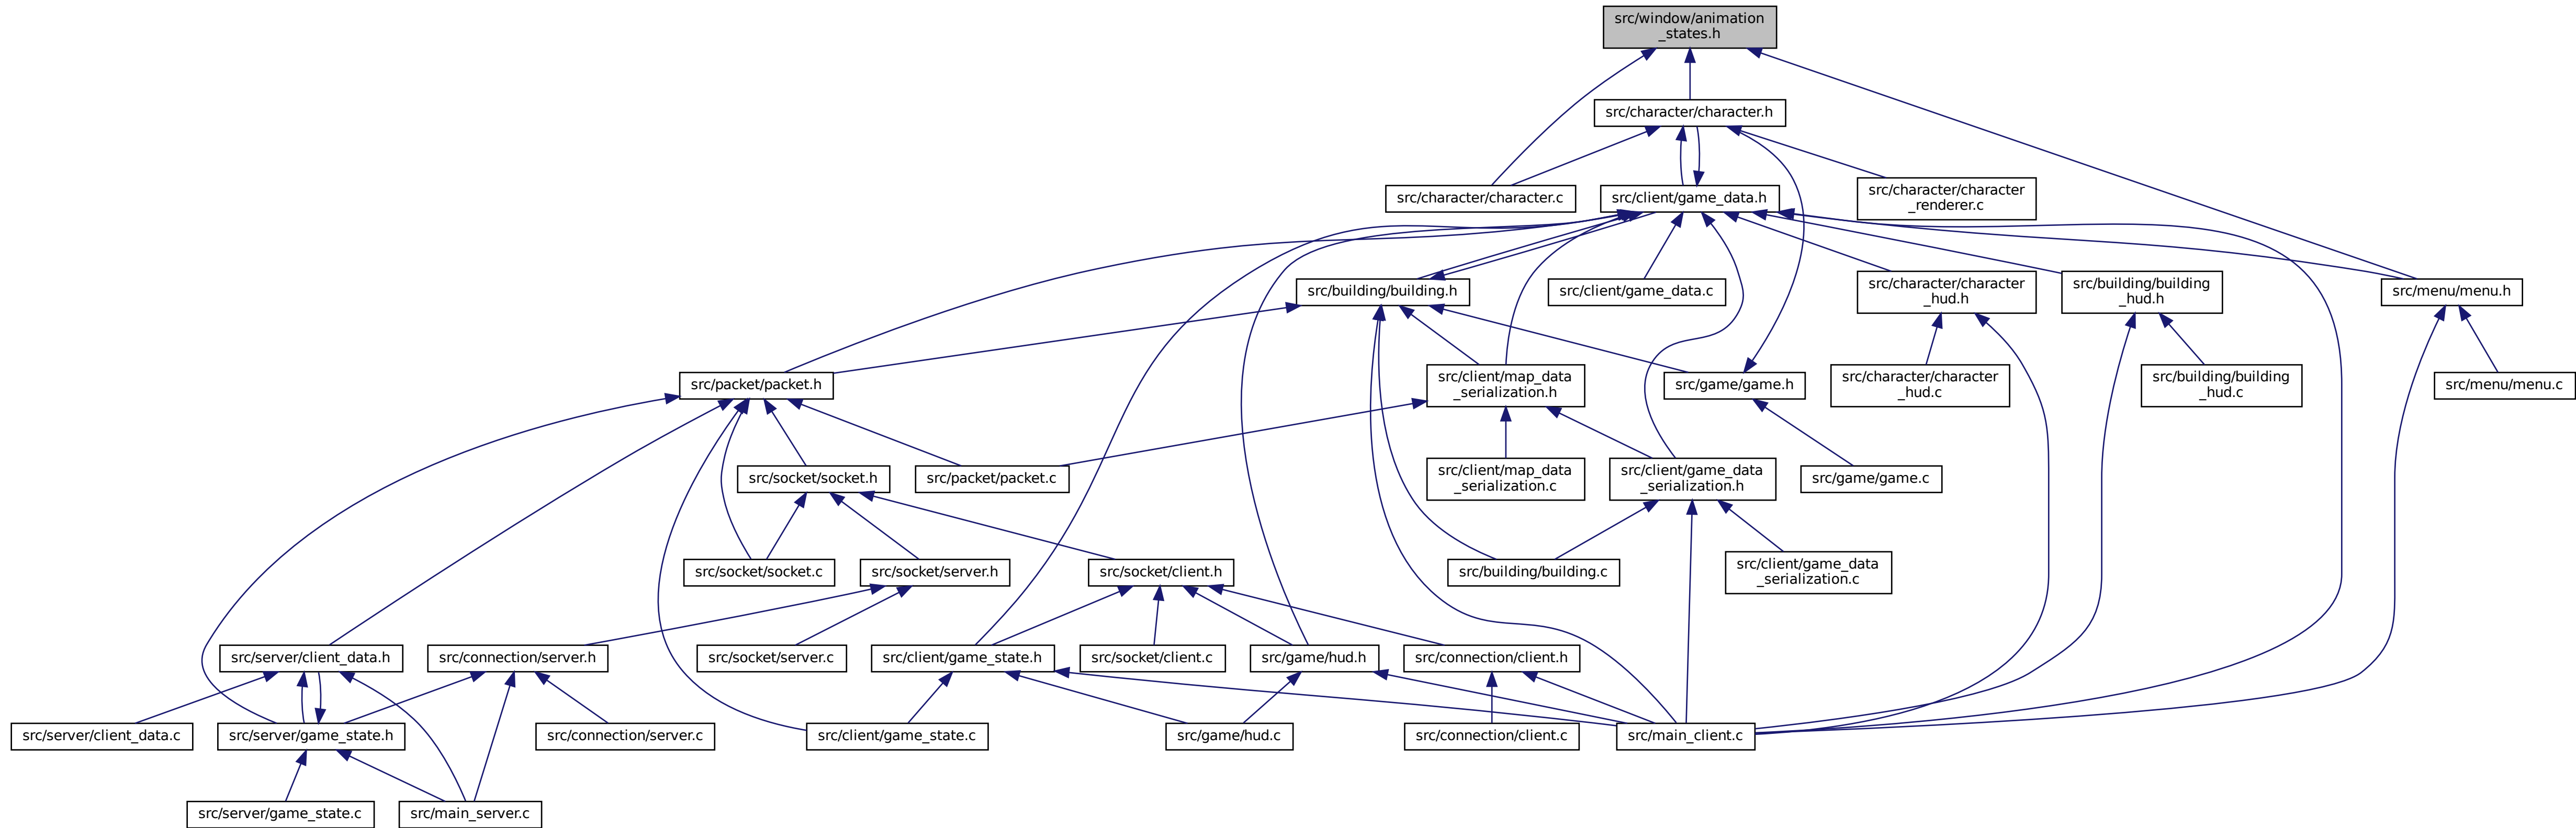 src/window/animation
_states.h
src/character/character.h
src/character/character.c
src/client/game_data.h
src/character/character
_renderer.c
src/building/building.h
src/client/game_data.c
src/character/character
_hud.h
src/building/building
_hud.h
src/menu/menu.h
src/packet/packet.h
src/client/map_data
_serialization.h
src/game/game.h
src/character/character
_hud.c
src/building/building
_hud.c
src/menu/menu.c
src/socket/socket.h
src/packet/packet.c
src/client/map_data
_serialization.c
src/client/game_data
_serialization.h
src/game/game.c
src/socket/socket.c
src/socket/server.h
src/socket/client.h
src/building/building.c
src/client/game_data
_serialization.c
src/server/client_data.h
src/connection/server.h
src/socket/server.c
src/client/game_state.h
src/socket/client.c
src/game/hud.h
src/connection/client.h
src/server/client_data.c
src/server/game_state.h
src/connection/server.c
src/client/game_state.c
src/game/hud.c
src/connection/client.c
src/main_client.c
src/server/game_state.c
src/main_server.c